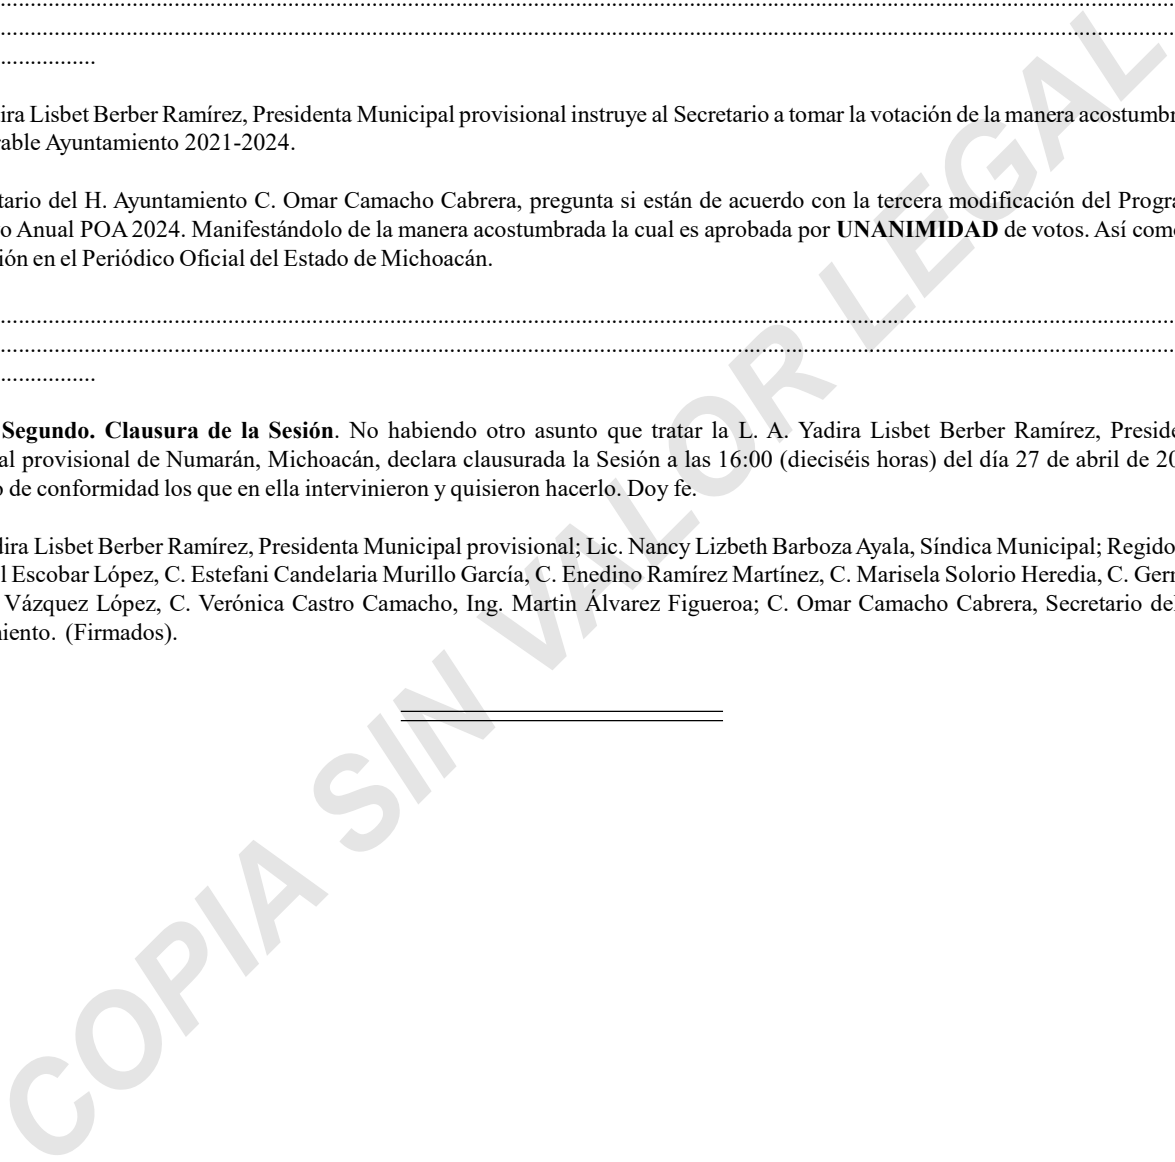 ................................................................................................................................................................................................................
................................................................................................................................................................................................................
.................
ira Lisbet Berber Ramírez, Presidenta Municipal provisional instruye al Secretario a tomar la votación de la manera acostumbr
rable Ayuntamiento 2021-2024.
tario del H. Ayuntamiento C. Omar Camacho Cabrera, pregunta si están de acuerdo con la tercera modificación del Progra
o Anual POA 2024. Manifestándolo de la manera acostumbrada la cual es aprobada por UNANIMIDAD de votos. Así como
ión en el Periódico Oficial del Estado de Michoacán.
................................................................................................................................................................................................................
................................................................................................................................................................................................................
.................
Segundo. Clausura de la Sesión. No habiendo otro asunto que tratar la L. A. Yadira Lisbet Berber Ramírez, Preside
al provisional de Numarán, Michoacán, declara clausurada la Sesión a las 16:00 (dieciséis horas) del día 27 de abril de 20
o de conformidad los que en ella intervinieron y quisieron hacerlo. Doy fe.
dira Lisbet Berber Ramírez, Presidenta Municipal provisional; Lic. Nancy Lizbeth Barboza Ayala, Síndica Municipal; Regido
l Escobar López, C. Estefani Candelaria Murillo García, C. Enedino Ramírez Martínez, C. Marisela Solorio Heredia, C. Germ
Vázquez López, C. Verónica Castro Camacho, Ing. Martin Álvarez Figueroa; C. Omar Camacho Cabrera, Secretario del
iento. (Firmados).
COPIA SIN VALOR LEGAL